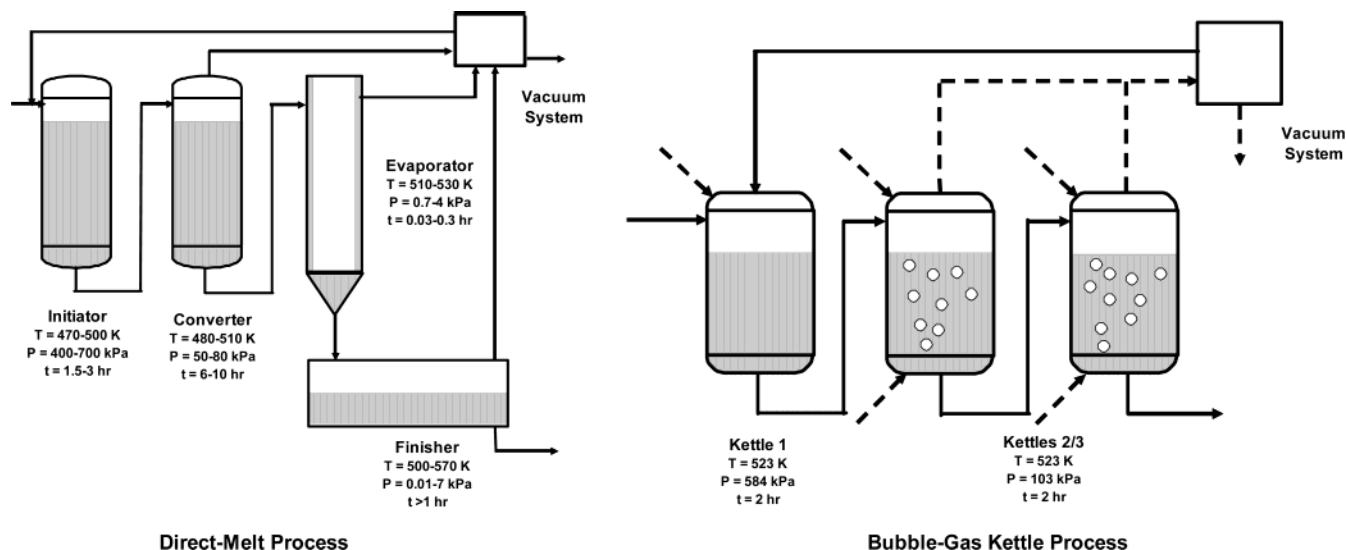 Vacuum
System
Evaporator
T = 510-530 K
P = 0.7-4 kPa
t = 0.03-0.3 hr
Initiator
T = 470-500 K
P = 400-700 kPa
t = 1.5-3 hr
Converter
T = 480-510 K
P = 50-80 kPa
t = 6-10 hr
Finisher
T = 500-570 K
P = 0.01-7 kPa
t >1 hr
Direct-Melt Process
Vacuum
System
Kettle 1
T = 523 K
P = 584 kPa
t = 2 hr
Kettles 2/3
T = 523 K
P = 103 kPa
t = 2 hr
Bubble-Gas Kettle Process